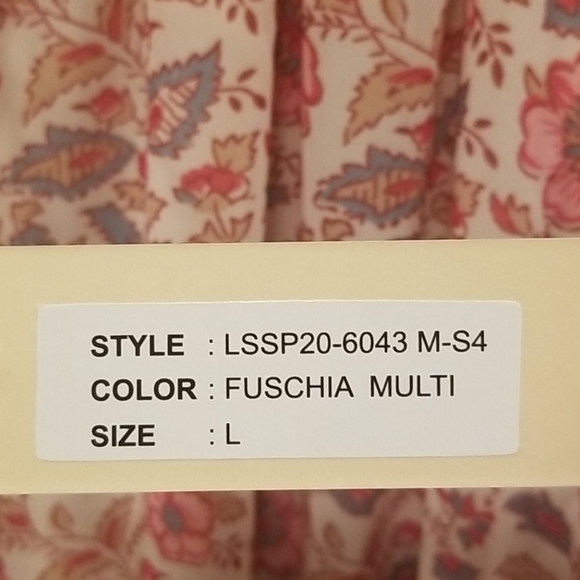 STYLE : LSSP20-6043 M-S4
COLOR : FUSCHIA MULTI
SIZE : L